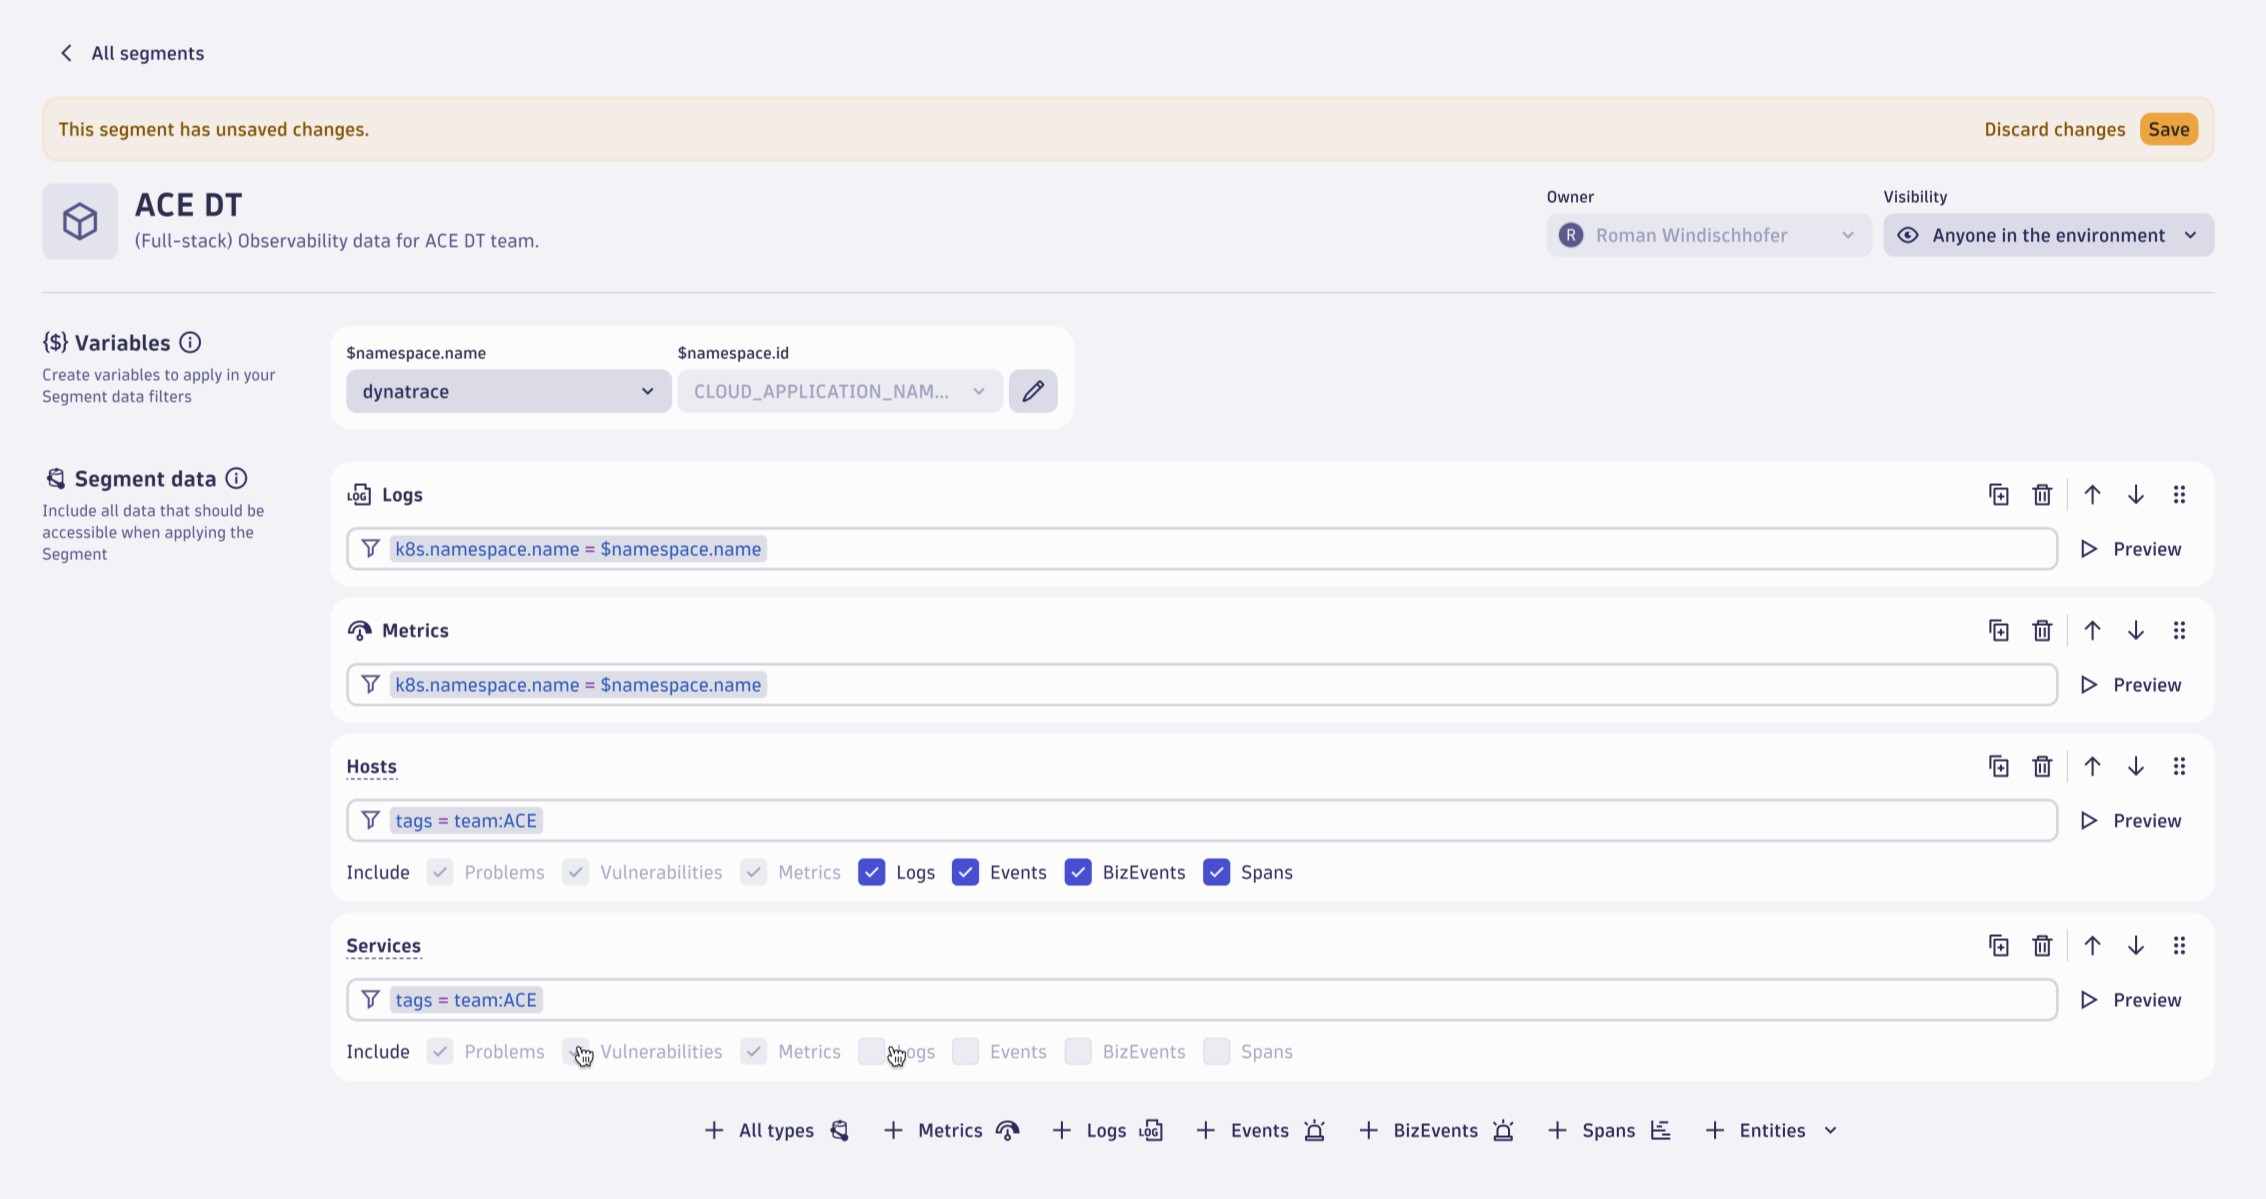 All segments
This segment has unsaved changes.
Discard changes
Save
ACE DT
(Full-stack) Observability data for ACE DT team.
Owner
R Roman Windischhofer
Visibility
Anyone in the environment
{$} Variables
Create variables to apply in your
Segment data filters
$namespace.name
dynatrace
$namespace.id
CLOUD_APPLICATION_NAM...
Segment data
Include all data that should be
accessible when applying the
Segment
LOG Logs
k8s.namespace.name = $namespace.name
Preview
Metrics
k8s.namespace.name = $namespace.name
Preview
Hosts
tags = team:ACE
Preview
Include Problems Vulnerabilities Metrics Logs Events BizEvents Spans
Services
tags = team:ACE
Preview
Include Problems Vulnerabilities Metrics Logs Events BizEvents Spans
+ All types + Metrics + Logs LOG + Events + BizEvents + Spans + Entities